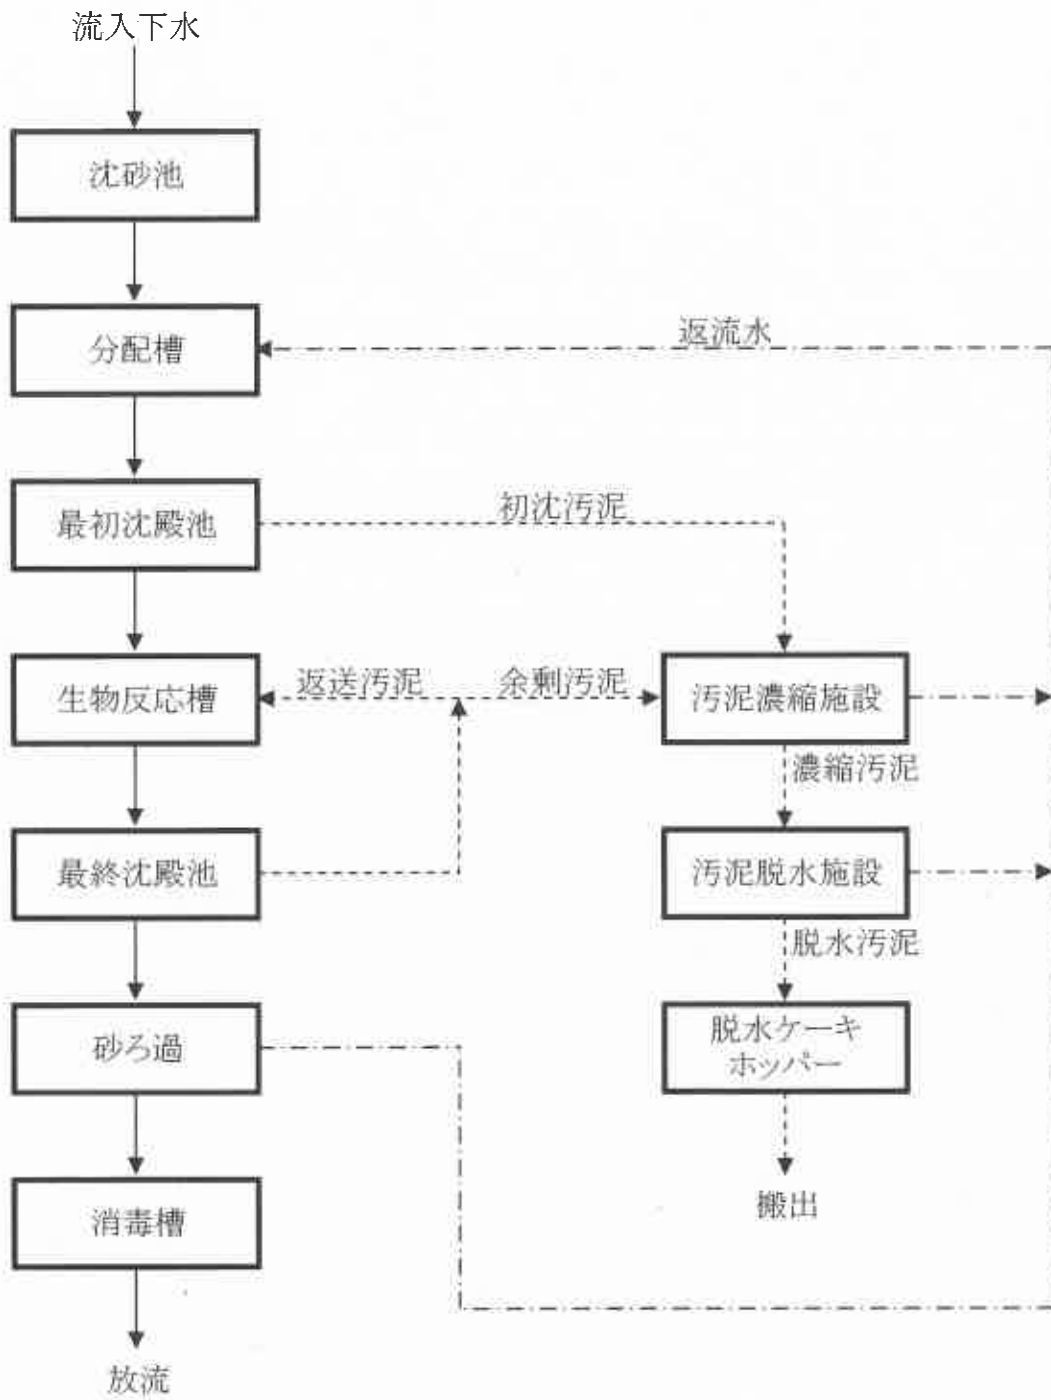 流入下水
沈砂池
分配槽
返流水
最初沈殿池
初沈汚泥
生物反応槽
返送汚泥
余剰汚泥
汚泥濃縮施設
濃縮汚泥
最終沈殿池
汚泥脱水施設
脱水汚泥
砂ろ過
脱水ケーキ
ホッパー
消毒槽
搬出
放流